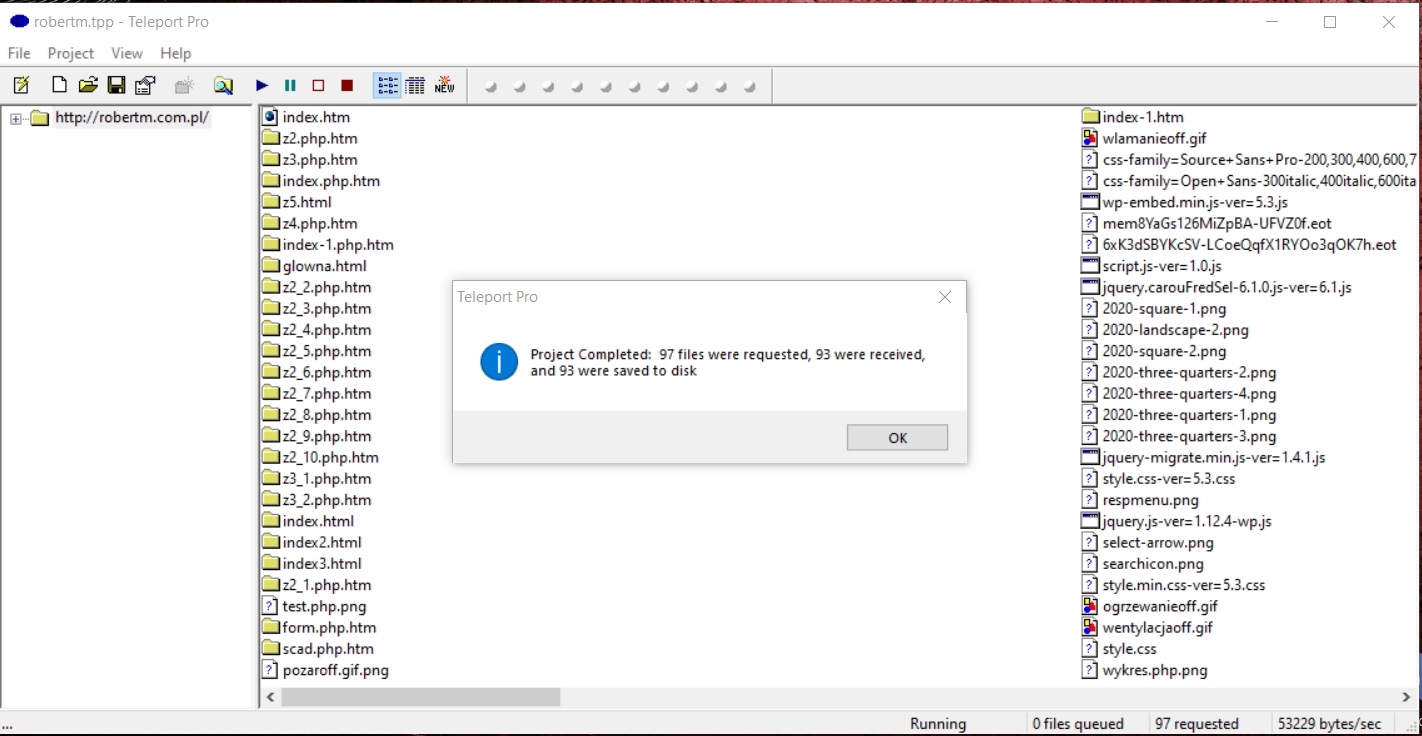 robertm.tpp - Teleport Pro
File Project View Help
NEW
http://robertm.com.pl/
index.htm
z2.php.htm
z3.php.htm
index.php.htm
z5.html
z4.php.htm
index-1.php.htm
glowna.html
z2_2.php.htm
z2_3.php.htm
z2_4.php.htm
z2_5.php.htm
z2_6.php.htm
z2_7.php.htm
z2_8.php.htm
z2_9.php.htm
z2_10.php.htm
z3_1.php.htm
z3_2.php.htm
index.html
index2.html
index3.html
z2_1.php.htm
test.php.png
form.php.htm
scad.php.htm
pozaroff.gif.png
index-1.htm
wlamanieoff.gif
css-family=Source+Sans+Pro-200,300,400,600,7
css-family=Open+Sans-300italic,400italic,600ita
wp-embed.min.js-ver=5.3.js
mem8YaGs126MiZpBA-UFVZ0f.eot
6xK3dSBYKcSV-LCoeQqfX1RYOo3qOK7h.eot
script.js-ver=1.0.js
jquery.carouFredSel-6.1.0.js-ver=6.1.js
2020-square-1.png
2020-landscape-2.png
2020-square-2.png
2020-three-quarters-2.png
2020-three-quarters-4.png
2020-three-quarters-1.png
2020-three-quarters-3.png
jquery-migrate.min.js-ver=1.4.1.js
style.css-ver=5.3.css
respmenu.png
jquery.js-ver=1.12.4-wp.js
select-arrow.png
searchicon.png
style.min.css-ver=5.3.css
ogrzewanieoff.gif
wentylacjaoff.gif
style.css
wykres.php.png
Teleport Pro
Project Completed: 97 files were requested, 93 were received,
and 93 were saved to disk
OK
... Running 0 files queued 97 requested 53229 bytes/sec